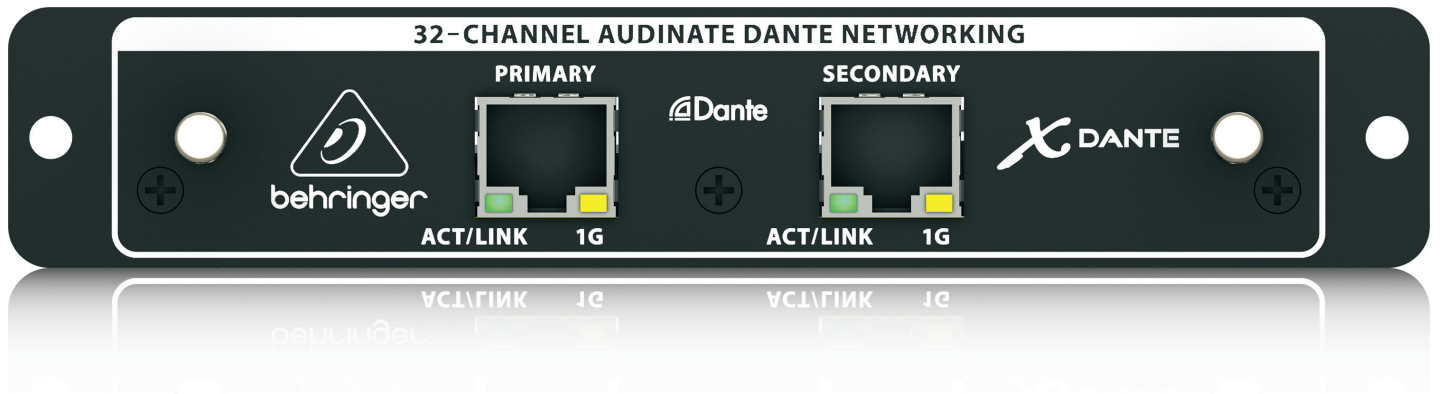 32-CHANNEL AUDINATE DANTE NETWORKING
PRIMARY
SECONDARY
behringer
Dante
X DANTE
ACT/LINK 1G
ACT/LINK 1G